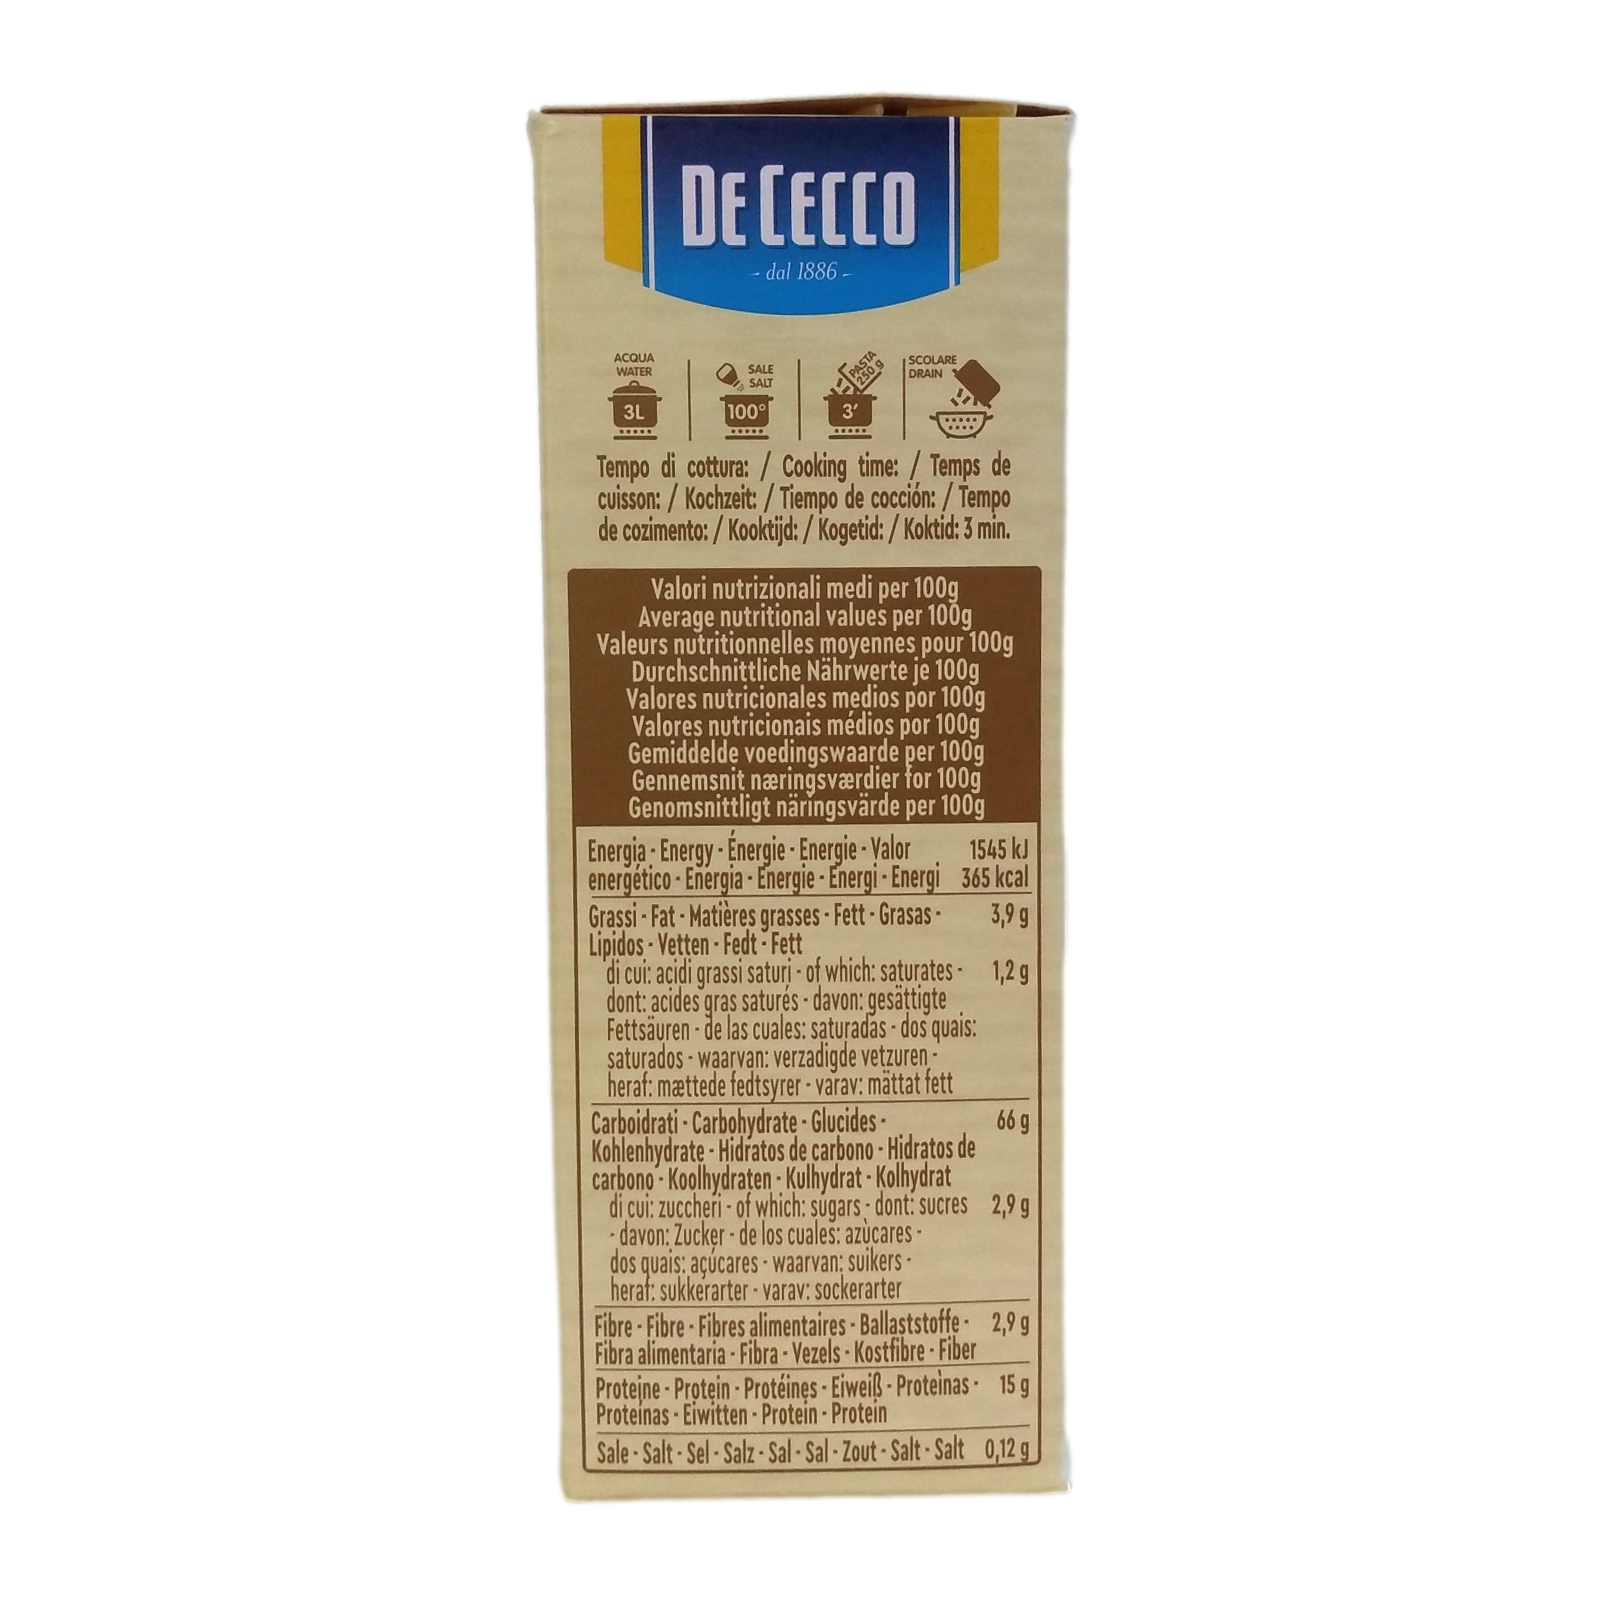 DE CECCO
- dal 1886 -
ACQUA
WATER
3L
SALE
SALT
100°
PASTA
250 g
3'
SCOLARE
DRAIN
Tempo di cottura: / Cooking time: / Temps de
cuisson: / Kochzeit: / Tiempo de cocción: / Tempo
de cozimento: / Kooktijd: / Kogetid: / Koktid: 3 min.
Valori nutrizionali medi per 100g
Average nutritional values per 100g
Valeurs nutritionnelles moyennes pour 100g
Durchschnittliche Nährwerte je 100g
Valores nutricionales medios por 100g
Valores nutricionais médios por 100g
Gemiddelde voedingswaarde per 100g
Gennemsnit næringsværdier for 100g
Genomsnittligt näringsvärde per 100g
Energia - Energy - Énergie - Energie - Valor 1545 kJ
energético - Energia - Energie - Energi - Energi 365 kcal
Grassi - Fat - Matières grasses - Fett - Grasas - 3,9 g
Lipidos - Vetten - Fedt - Fett
di cui: acidi grassi saturi - of which: saturates - 1,2 g
dont: acides gras saturés - davon: gesättigte
Fettsäuren - de las cuales: saturadas - dos quais:
saturados - waarvan: verzadigde vetzuren -
heraf: mættede fedtsyrer - varav: mättat fett
Carboidrati - Carbohydrate - Glucides - 66 g
Kohlenhydrate - Hidratos de carbono - Hidratos de
carbono - Koolhydraten - Kulhydrat - Kolhydrat
di cui: zuccheri - of which: sugars - dont: sucres 2,9 g
- davon: Zucker - de los cuales: azùcares -
dos quais: açúcares - waarvan: suikers -
heraf: sukkerarter - varav: sockerarter
Fibre - Fibre - Fibres alimentaires - Ballaststoffe - 2,9 g
Fibra alimentaria - Fibra - Vezels - Kostfibre - Fiber
Proteine - Protein - Protéines - Eiweiß - Proteìnas - 15 g
Proteínas - Eiwitten - Protein - Protein
Sale - Salt - Sel - Salz - Sal - Sal - Zout - Salt - Salt 0,12 g